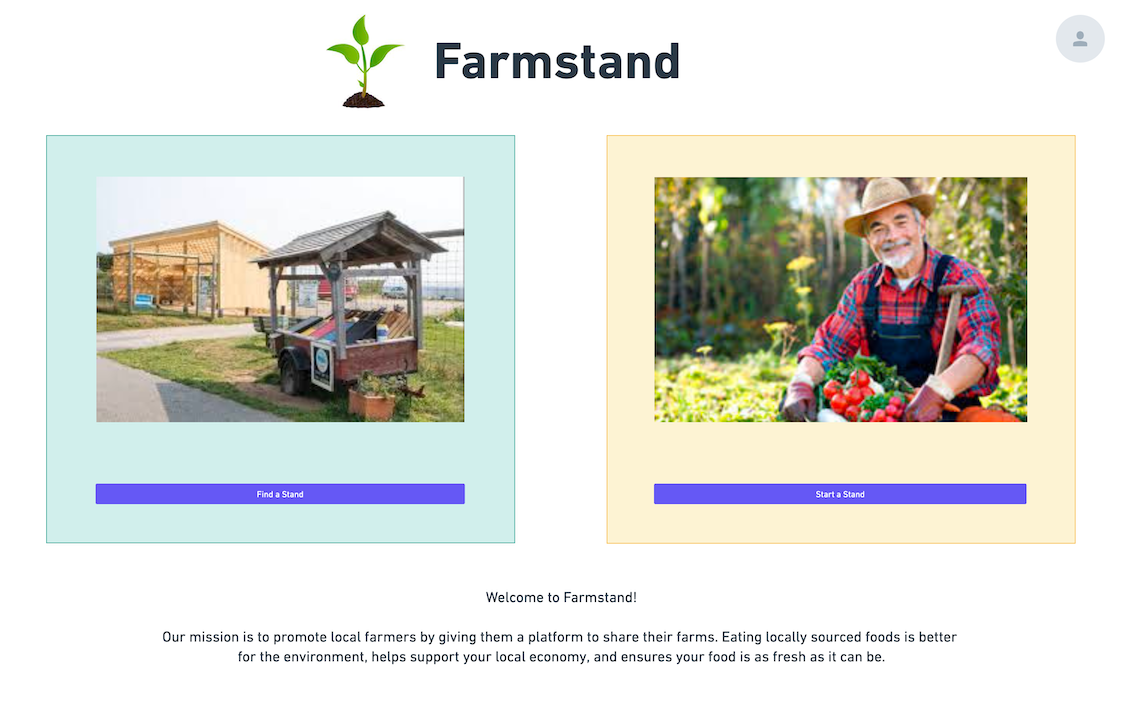 Farmstand
Find a Stand
Start a Stand
Welcome to Farmstand!
Our mission is to promote local farmers by giving them a platform to share their farms. Eating locally sourced foods is better
for the environment, helps support your local economy, and ensures your food is as fresh as it can be.